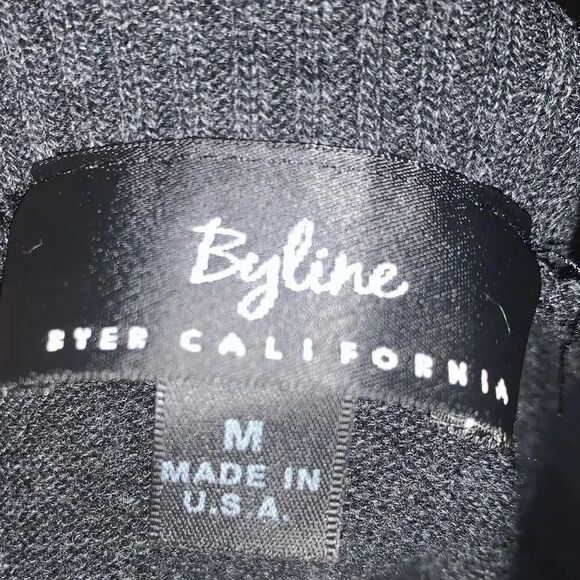 Byline
BYER CALIFORNIA
M
MADE IN
U.S.A.